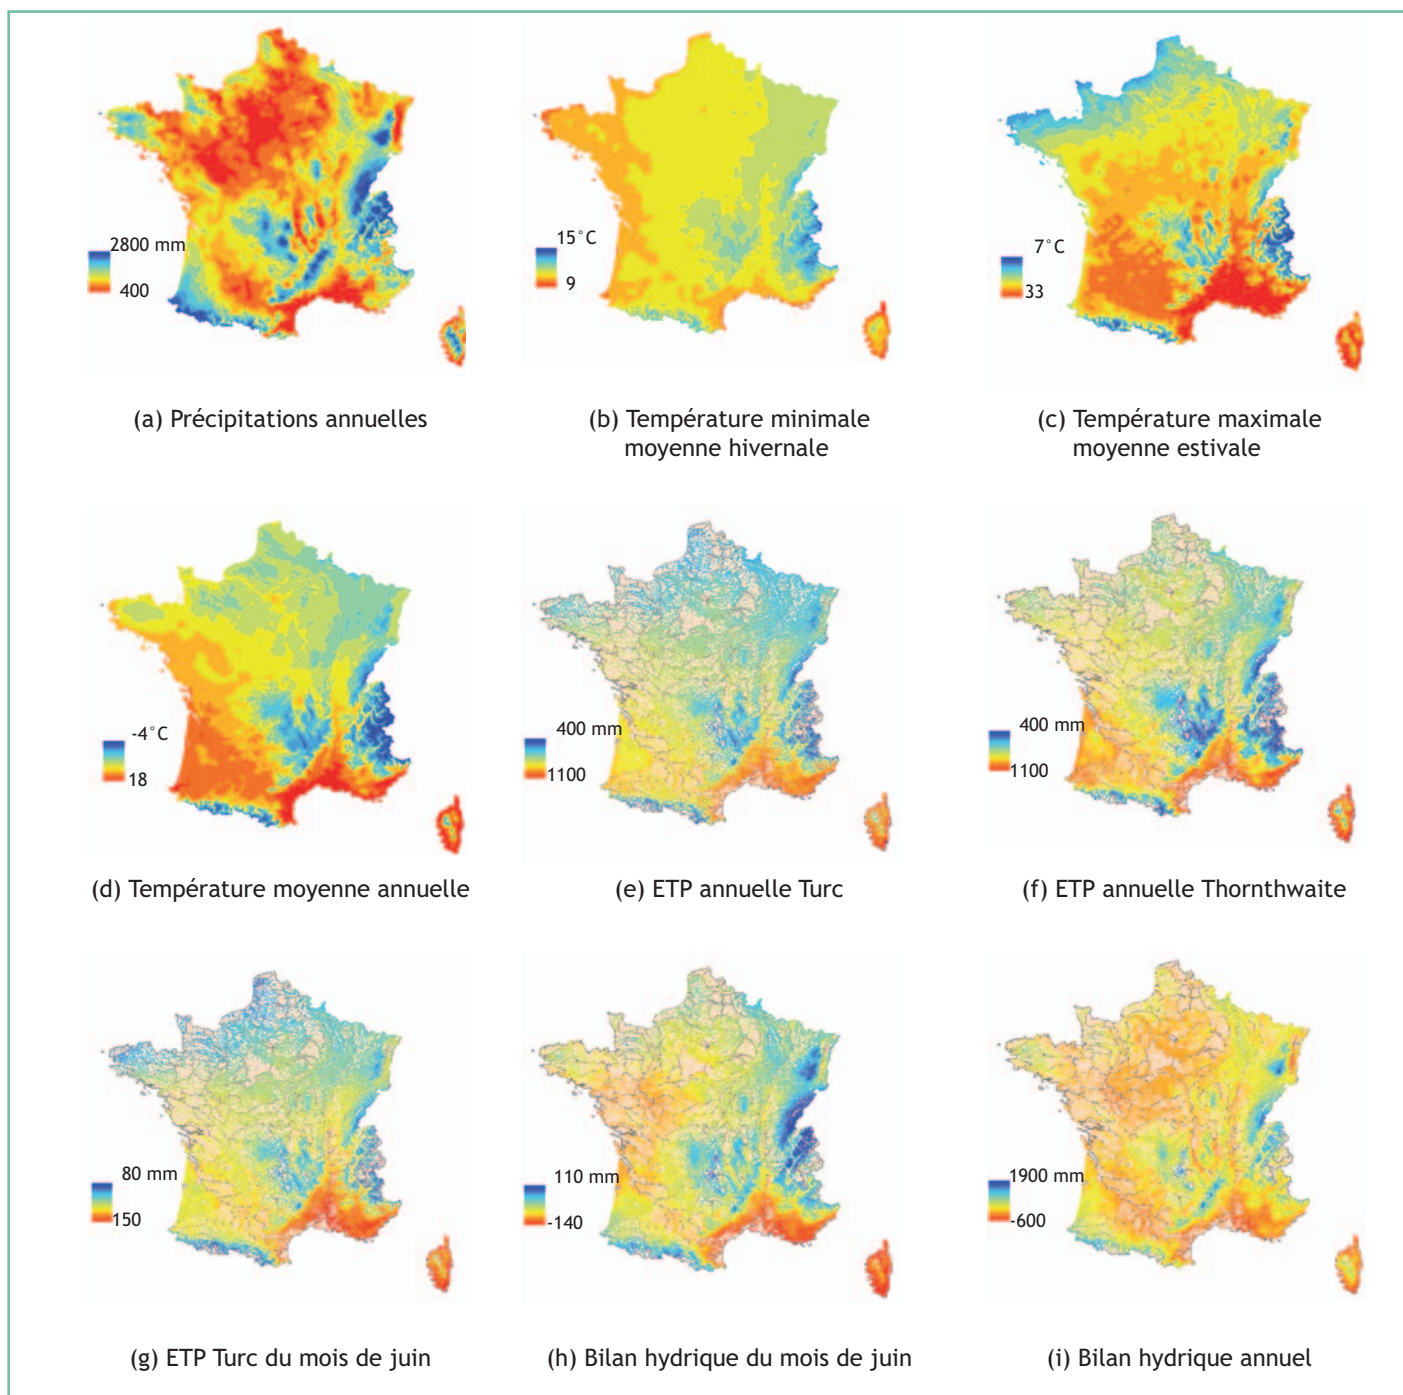 2800 mm
400
(a) Précipitations annuelles
15°C
9
(b) Température minimale
moyenne hivernale
7°C
33
(c) Température maximale
moyenne estivale
-4°C
18
(d) Température moyenne annuelle
400 mm
1100
(e) ETP annuelle Turc
400 mm
1100
(f) ETP annuelle Thornthwaite
80 mm
150
(g) ETP Turc du mois de juin
110 mm
-140
(h) Bilan hydrique du mois de juin
1900 mm
-600
(i) Bilan hydrique annuel